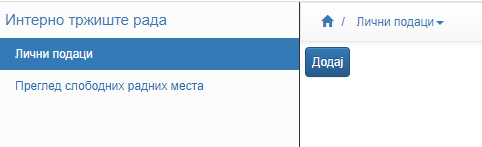 Интерно тржиште рада
Лични подаци
Преглед слободних радних места
/ Лични подаци
Додај